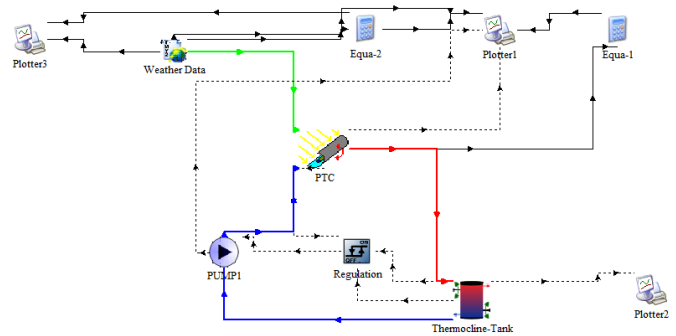 Plotter3
Weather Data
Equa-2
Plotter1
Equa-1
PTC
PUMP1
Regulation
Thermocline-Tank
Plotter2